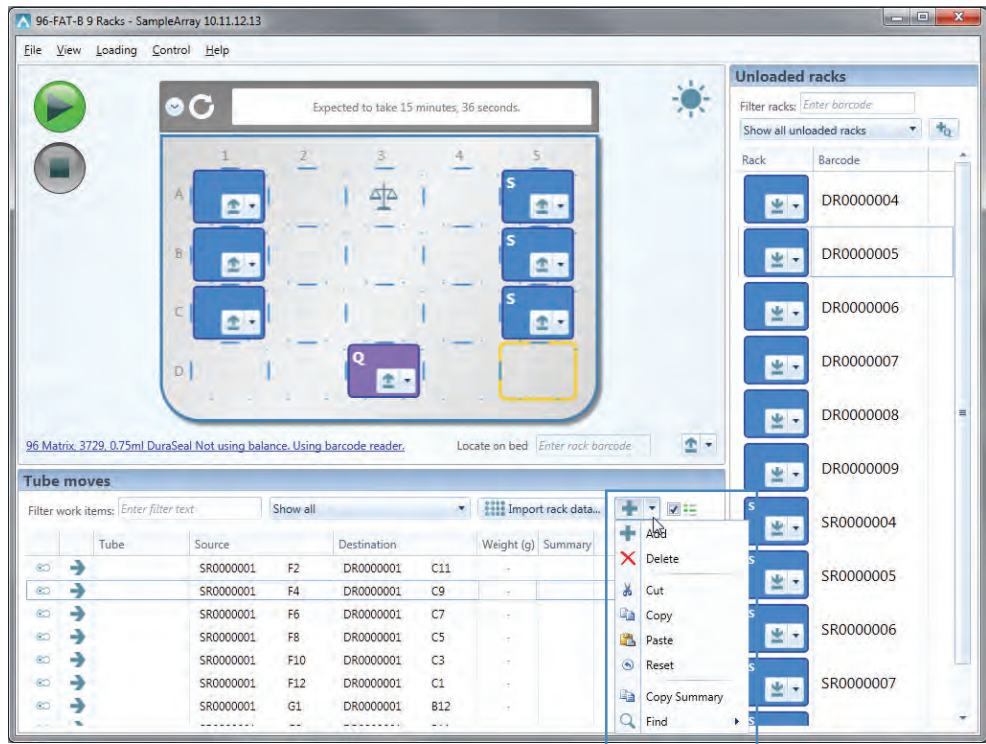 96-FAT-B 9 Racks - SampleArray 10.11.12.13
File View Loading Control Help
Expected to take 15 minutes, 36 seconds.
1 2 3 4 5
A S
B S
C S
D Q
96 Matrix, 3729, 0.75ml DuraSeal Not using balance. Using barcode reader.
Locate on bed Enter rack barcode
Unloaded racks
Filter racks: Enter barcode
Show all unloaded racks
Rack Barcode
DR0000004
DR0000005
DR0000006
DR0000007
DR0000008
DR0000009
S SR0000004
S SR0000005
S SR0000006
S SR0000007
S
Tube moves
Filter work items: Enter filter text Show all Import rack data...
Tube Source Destination Weight (g) Summary
SR0000001 F2 DR0000001 C11 -
SR0000001 F4 DR0000001 C9 -
SR0000001 F6 DR0000001 C7 -
SR0000001 F8 DR0000001 C5 -
SR0000001 F10 DR0000001 C3 -
SR0000001 F12 DR0000001 C1 -
SR0000001 G1 DR0000001 B12 -
Add
Delete
Cut
Copy
Paste
Reset
Copy Summary
Find